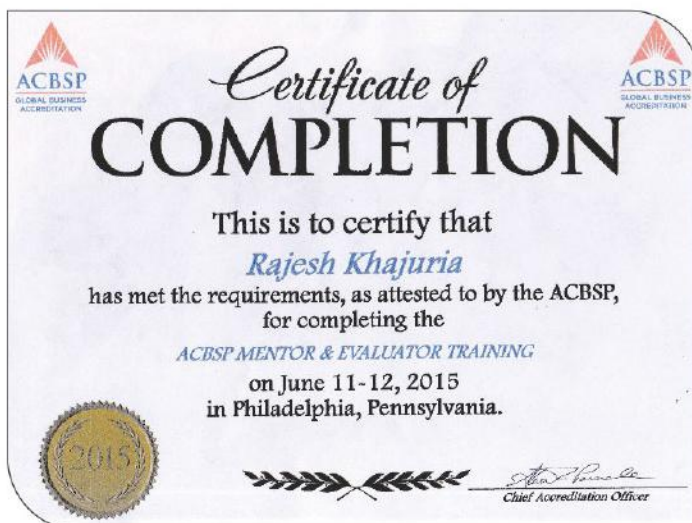 ACBSP
GLOBAL BUSINESS
ACCREDITATION
ACBSP
GLOBAL BUSINESS
ACCREDITATION
Certificate of
COMPLETION
This is to certify that
Rajesh Khajuria
has met the requirements, as attested to by the ACBSP,
for completing the
ACBSP MENTOR & EVALUATOR TRAINING
on June 11-12, 2015
in Philadelphia, Pennsylvania.
2015
Chief Accreditation Officer